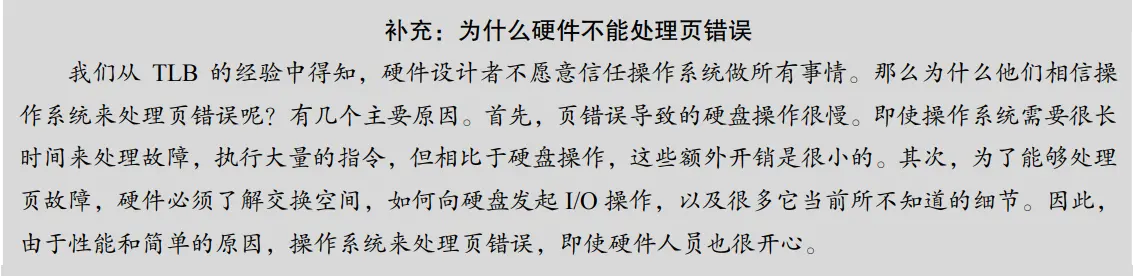 补充：为什么硬件不能处理页错误
我们从 TLB 的经验中得知，硬件设计者不愿意信任操作系统做所有事情。那么为什么他们相信操
作系统来处理页错误呢？有几个主要原因。首先，页错误导致的硬盘操作很慢。即使操作系统需要很长
时间来处理故障，执行大量的指令，但相比于硬盘操作，这些额外开销是很小的。其次，为了能够处理
页故障，硬件必须了解交换空间，如何向硬盘发起 I/O 操作，以及很多它当前所不知道的细节。因此，
由于性能和简单的原因，操作系统来处理页错误，即使硬件人员也很开心。